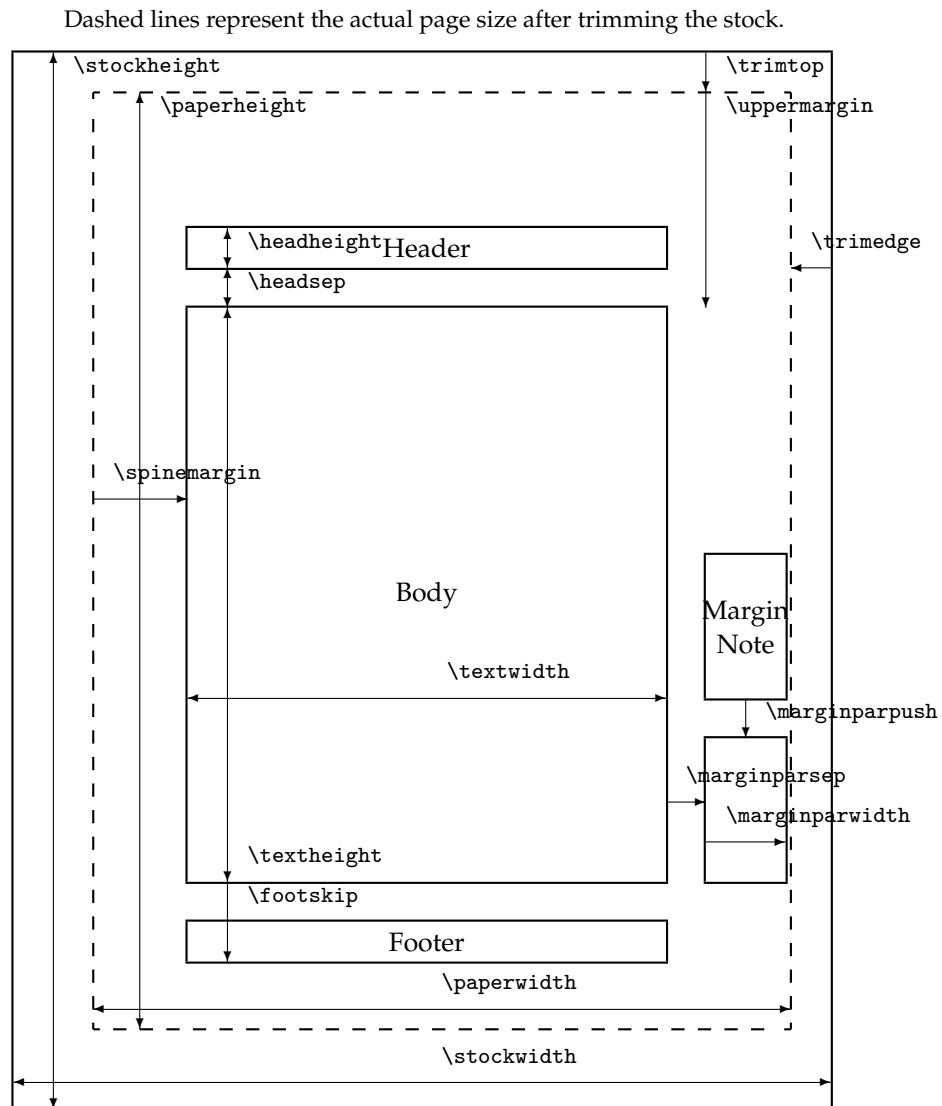 Dashed lines represent the actual page size after trimming the stock.
\stockheight
\trimtop
\paperheight
\uppermargin
\headheight
Header
\trimedge
\headsep
\spinemargin
Body
Margin
Note
\textwidth
\marginparpush
\marginparsep
\marginparwidth
\textheight
\footskip
Footer
\paperwidth
\stockwidth